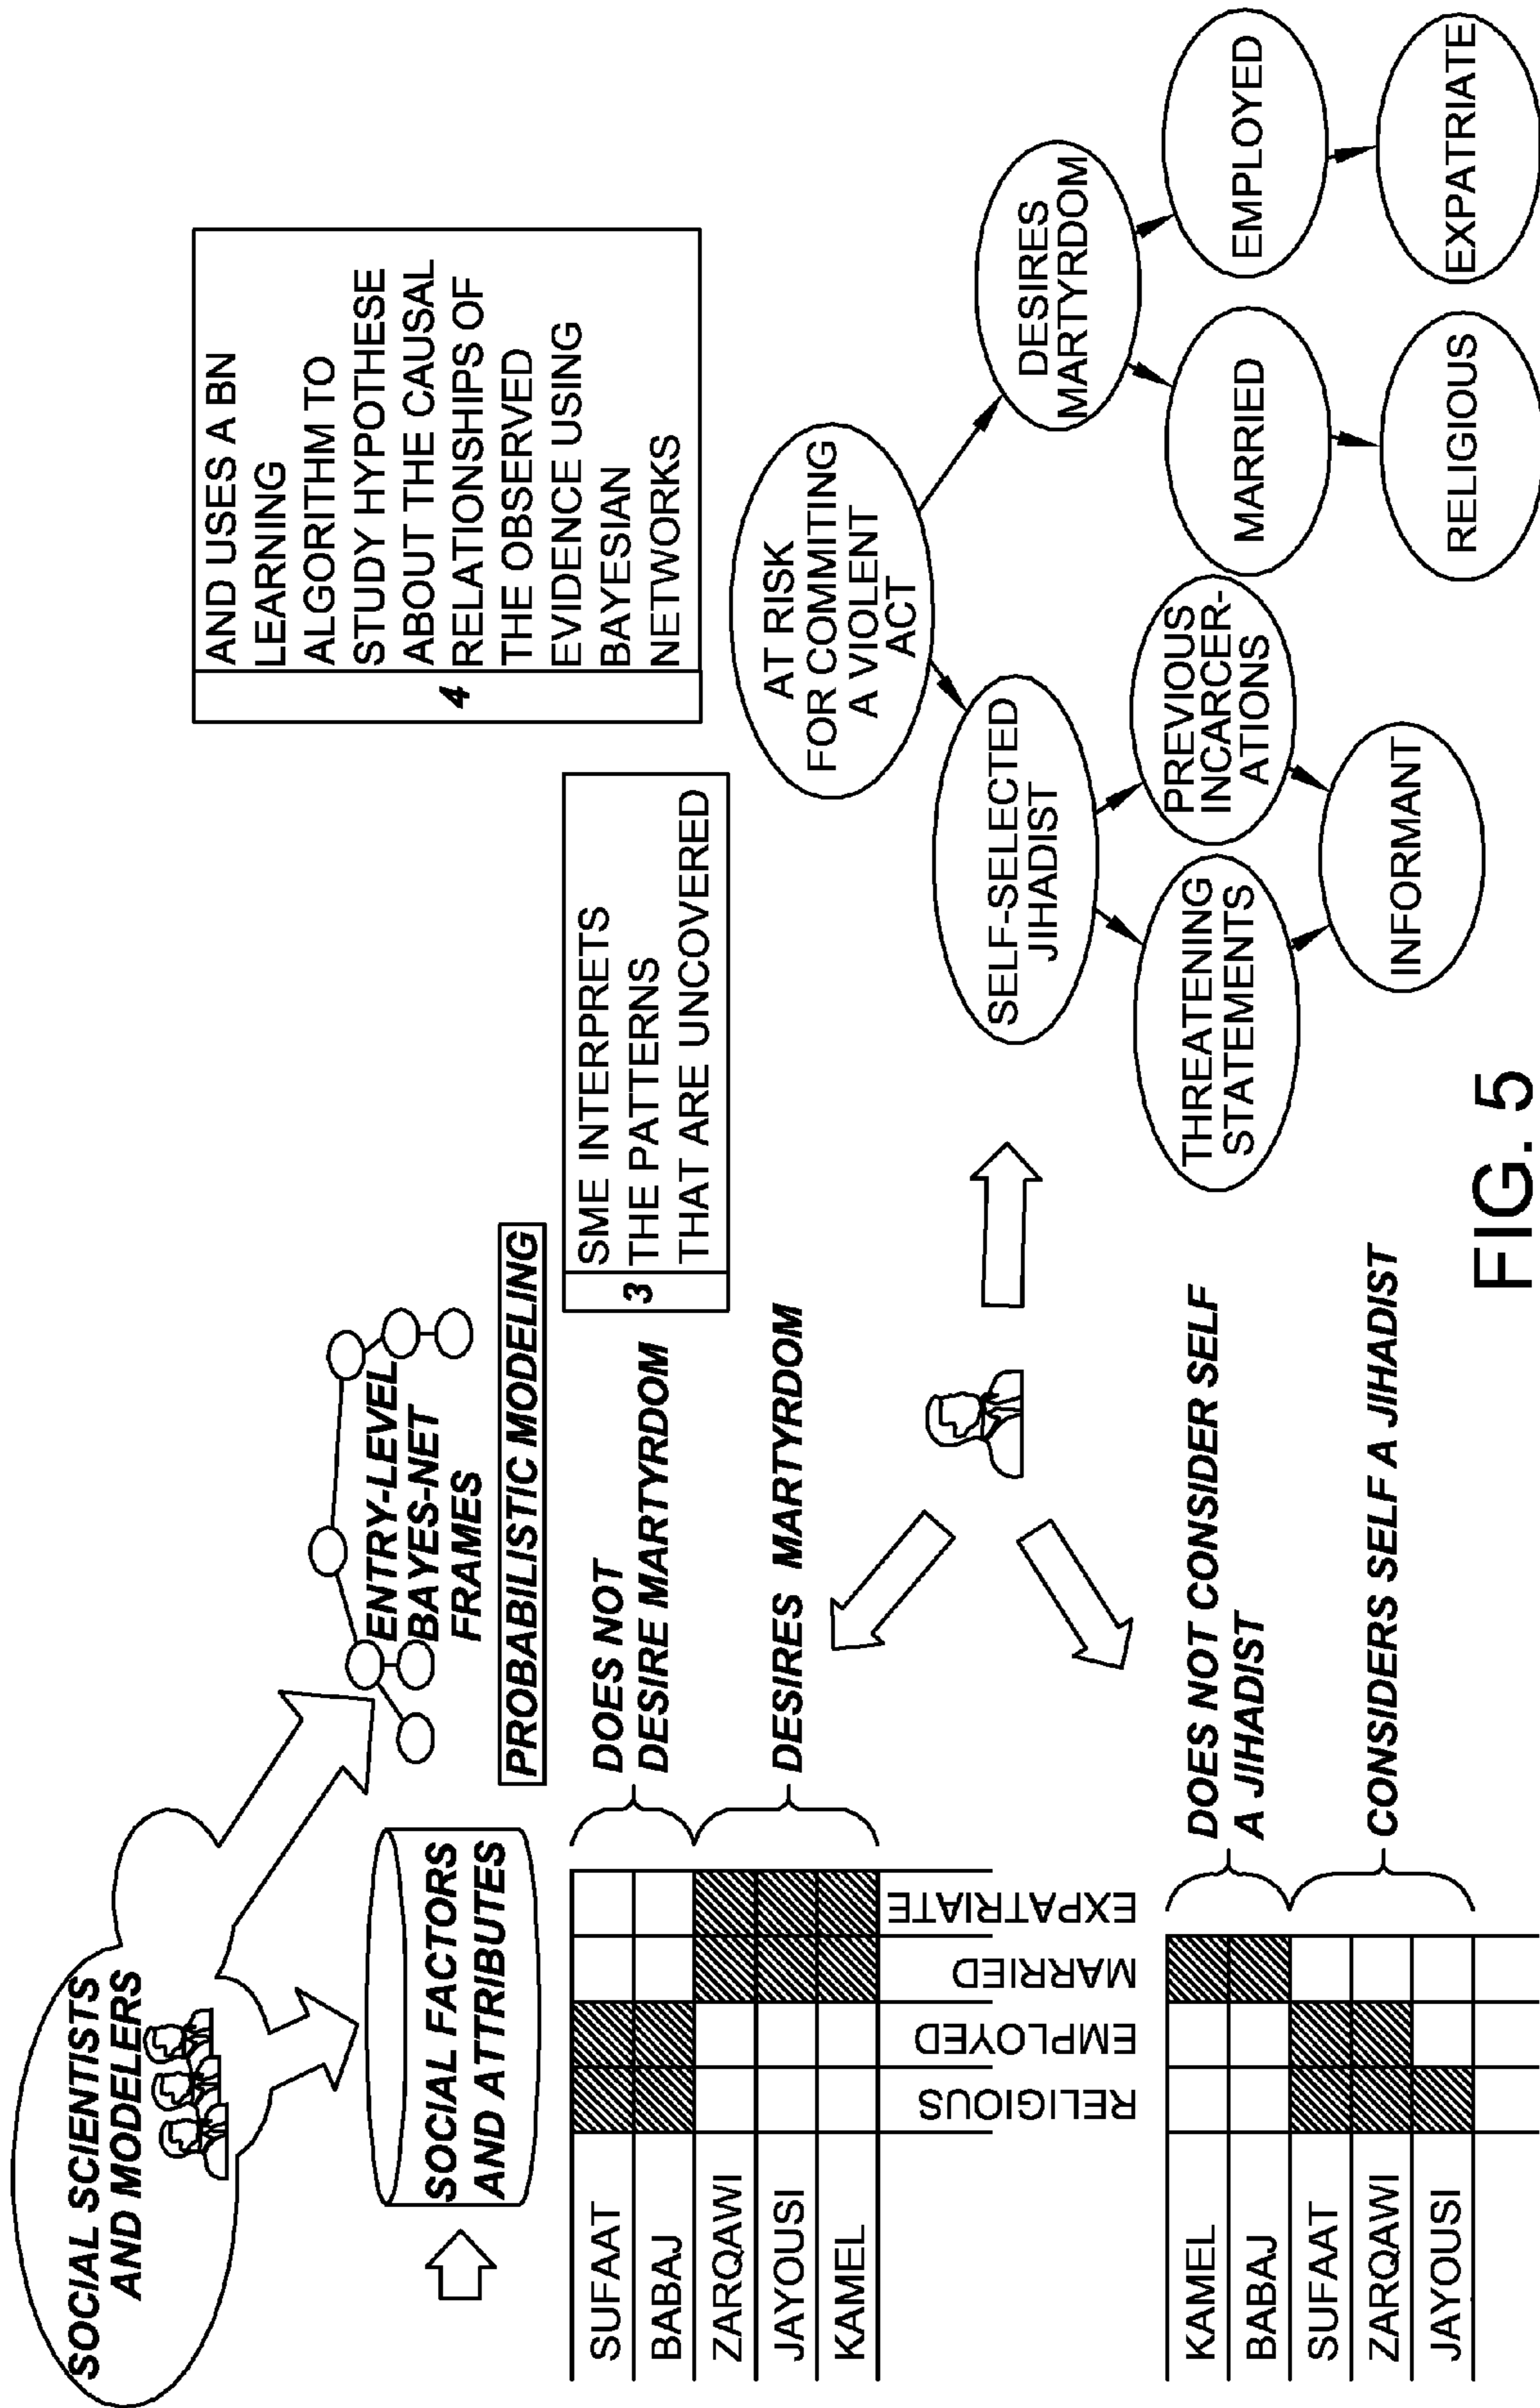 SOCIAL SCIENTISTS
AND MODELERS
ENTRY-LEVEL
BAYES-NET
FRAMES
SOCIAL FACTORS
AND ATTRIBUTES
PROBABILISTIC MODELING
SUFAAT
BABAJ
ZARQAWI
JAYOUSI
KAMEL
RELIGIOUS
EMPLOYED
MARRIED
EXPATRIATE
DOES NOT
DESIRE MARTYRDOM
DESIRES MARTYRDOM
KAMEL
BABAJ
SUFAAT
ZARQAWI
JAYOUSI
DOES NOT CONSIDER SELF
A JIHADIST
CONSIDERS SELF A JIHADIST
3
SME INTERPRETS
THE PATTERNS
THAT ARE UNCOVERED
4
AND USES A BN
LEARNING
ALGORITHM TO
STUDY HYPOTHESE
ABOUT THE CAUSAL
RELATIONSHIPS OF
THE OBSERVED
EVIDENCE USING
BAYESIAN
NETWORKS
AT RISK
FOR COMMITING
A VIOLENT
ACT
SELF-SELECTED
JIHADIST
DESIRES
MARTYRDOM
THREATENING
STATEMENTS
PREVIOUS
INCARCER-
ATIONS
MARRIED
EMPLOYED
INFORMANT
RELIGIOUS
EXPATRIATE
FIG. 5